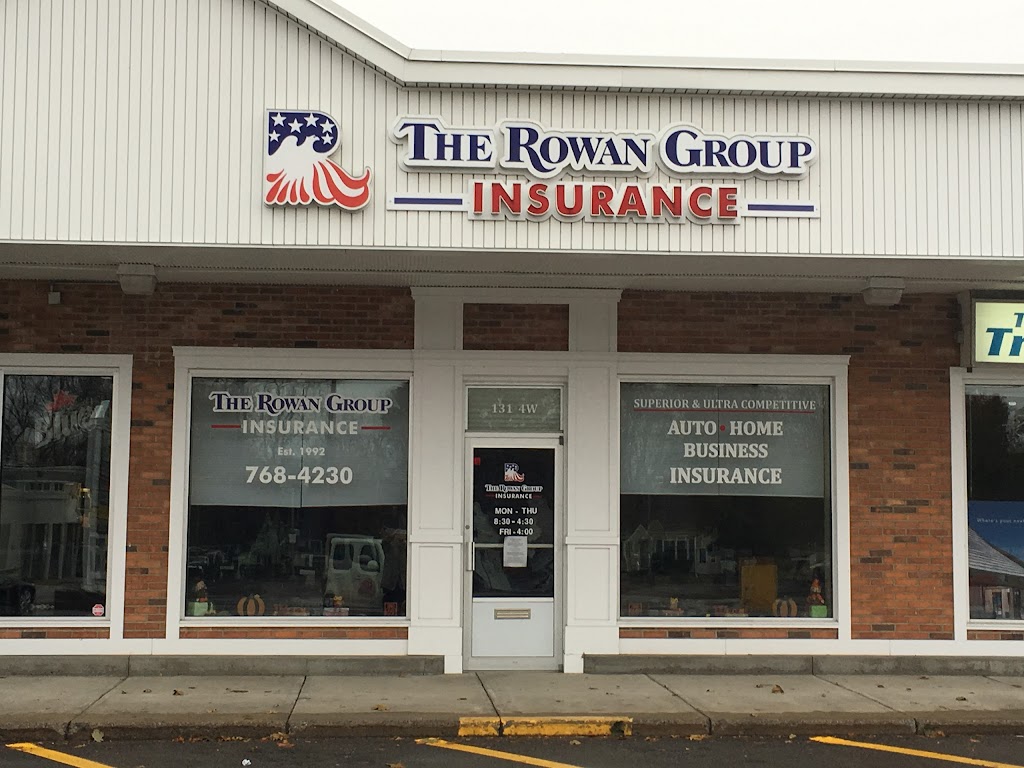 THE ROWAN GROUP
INSURANCE
THE ROWAN GROUP
INSURANCE
Est. 1992
768-4230
131 4W
THE ROWAN GROUP
INSURANCE
MON - THU
8:30 - 4:30
FRI - 4:00
SUPERIOR & ULTRA COMPETITIVE
AUTO • HOME
BUSINESS
INSURANCE